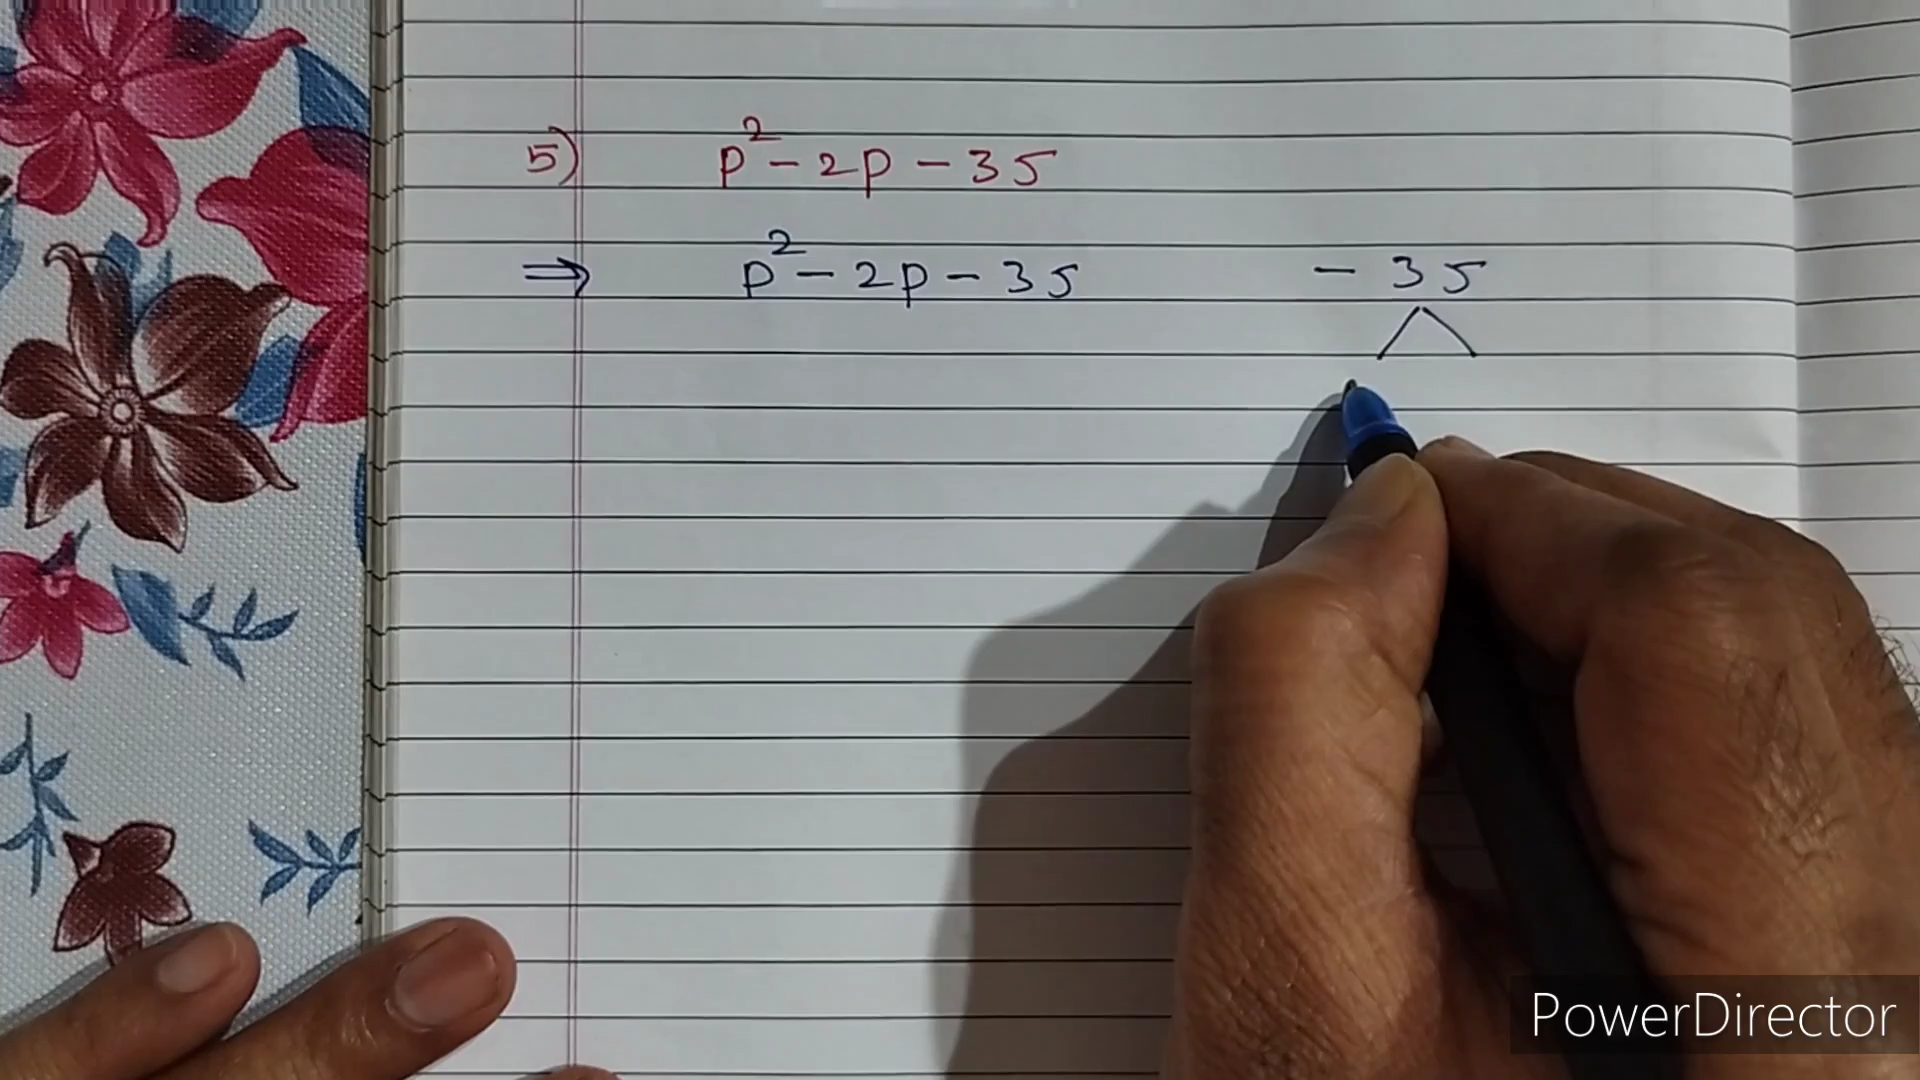 5) p² - 2p - 35
⇒ p² - 2p - 35 - 35
PowerDirector